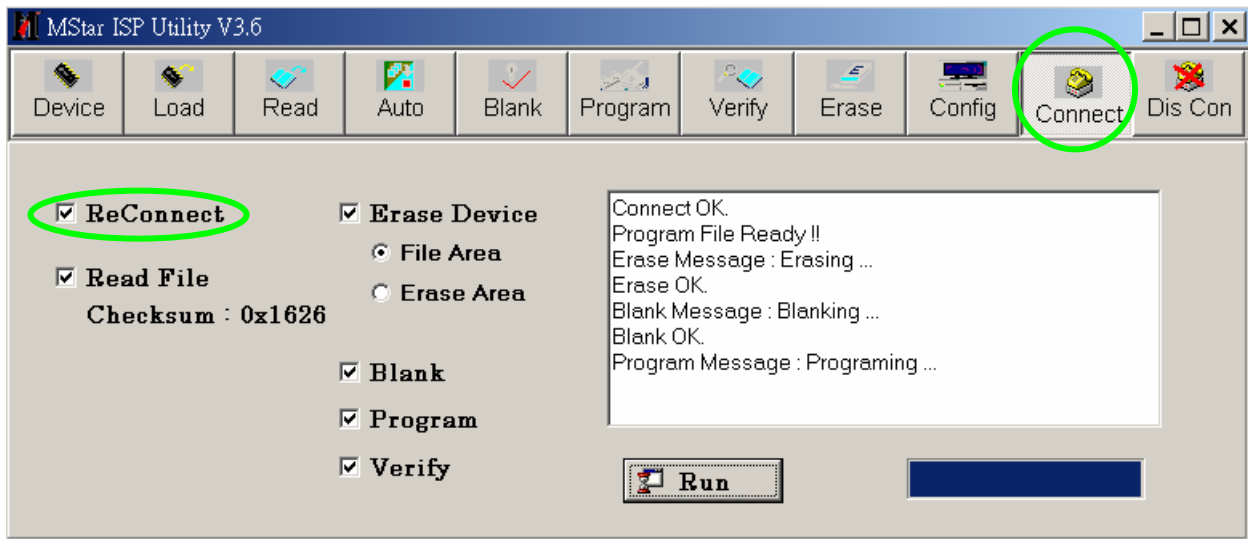 MStar ISP Utility V3.6
Device Load Read Auto Blank Program Verify Erase Config Connect Dis Con
ReConnect
Read File
Checksum : 0x1626
Erase Device
File Area
Erase Area
Blank
Program
Verify
Connect OK.
Program File Ready !!
Erase Message : Erasing ...
Erase OK.
Blank Message : Blanking ...
Blank OK.
Program Message : Programing ...
Run